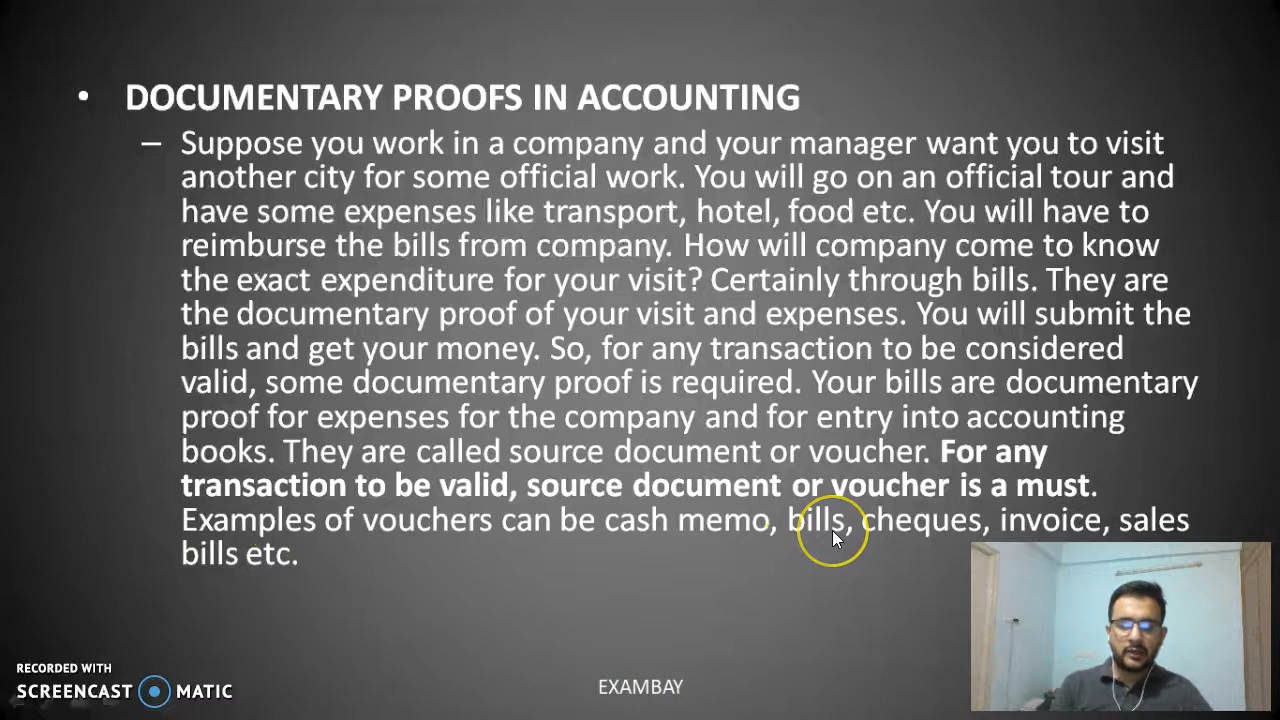 • DOCUMENTARY PROOFS IN ACCOUNTING
– Suppose you work in a company and your manager want you to visit
another city for some official work. You will go on an official tour and
have some expenses like transport, hotel, food etc. You will have to
reimburse the bills from company. How will company come to know
the exact expenditure for your visit? Certainly through bills. They are
the documentary proof of your visit and expenses. You will submit the
bills and get your money. So, for any transaction to be considered
valid, some documentary proof is required. Your bills are documentary
proof for expenses for the company and for entry into accounting
books. They are called source document or voucher. For any
transaction to be valid, source document or voucher is a must.
Examples of vouchers can be cash memo, bills, cheques, invoice, sales
bills etc.
RECORDED WITH
SCREENCAST MATIC
EXAMBAY